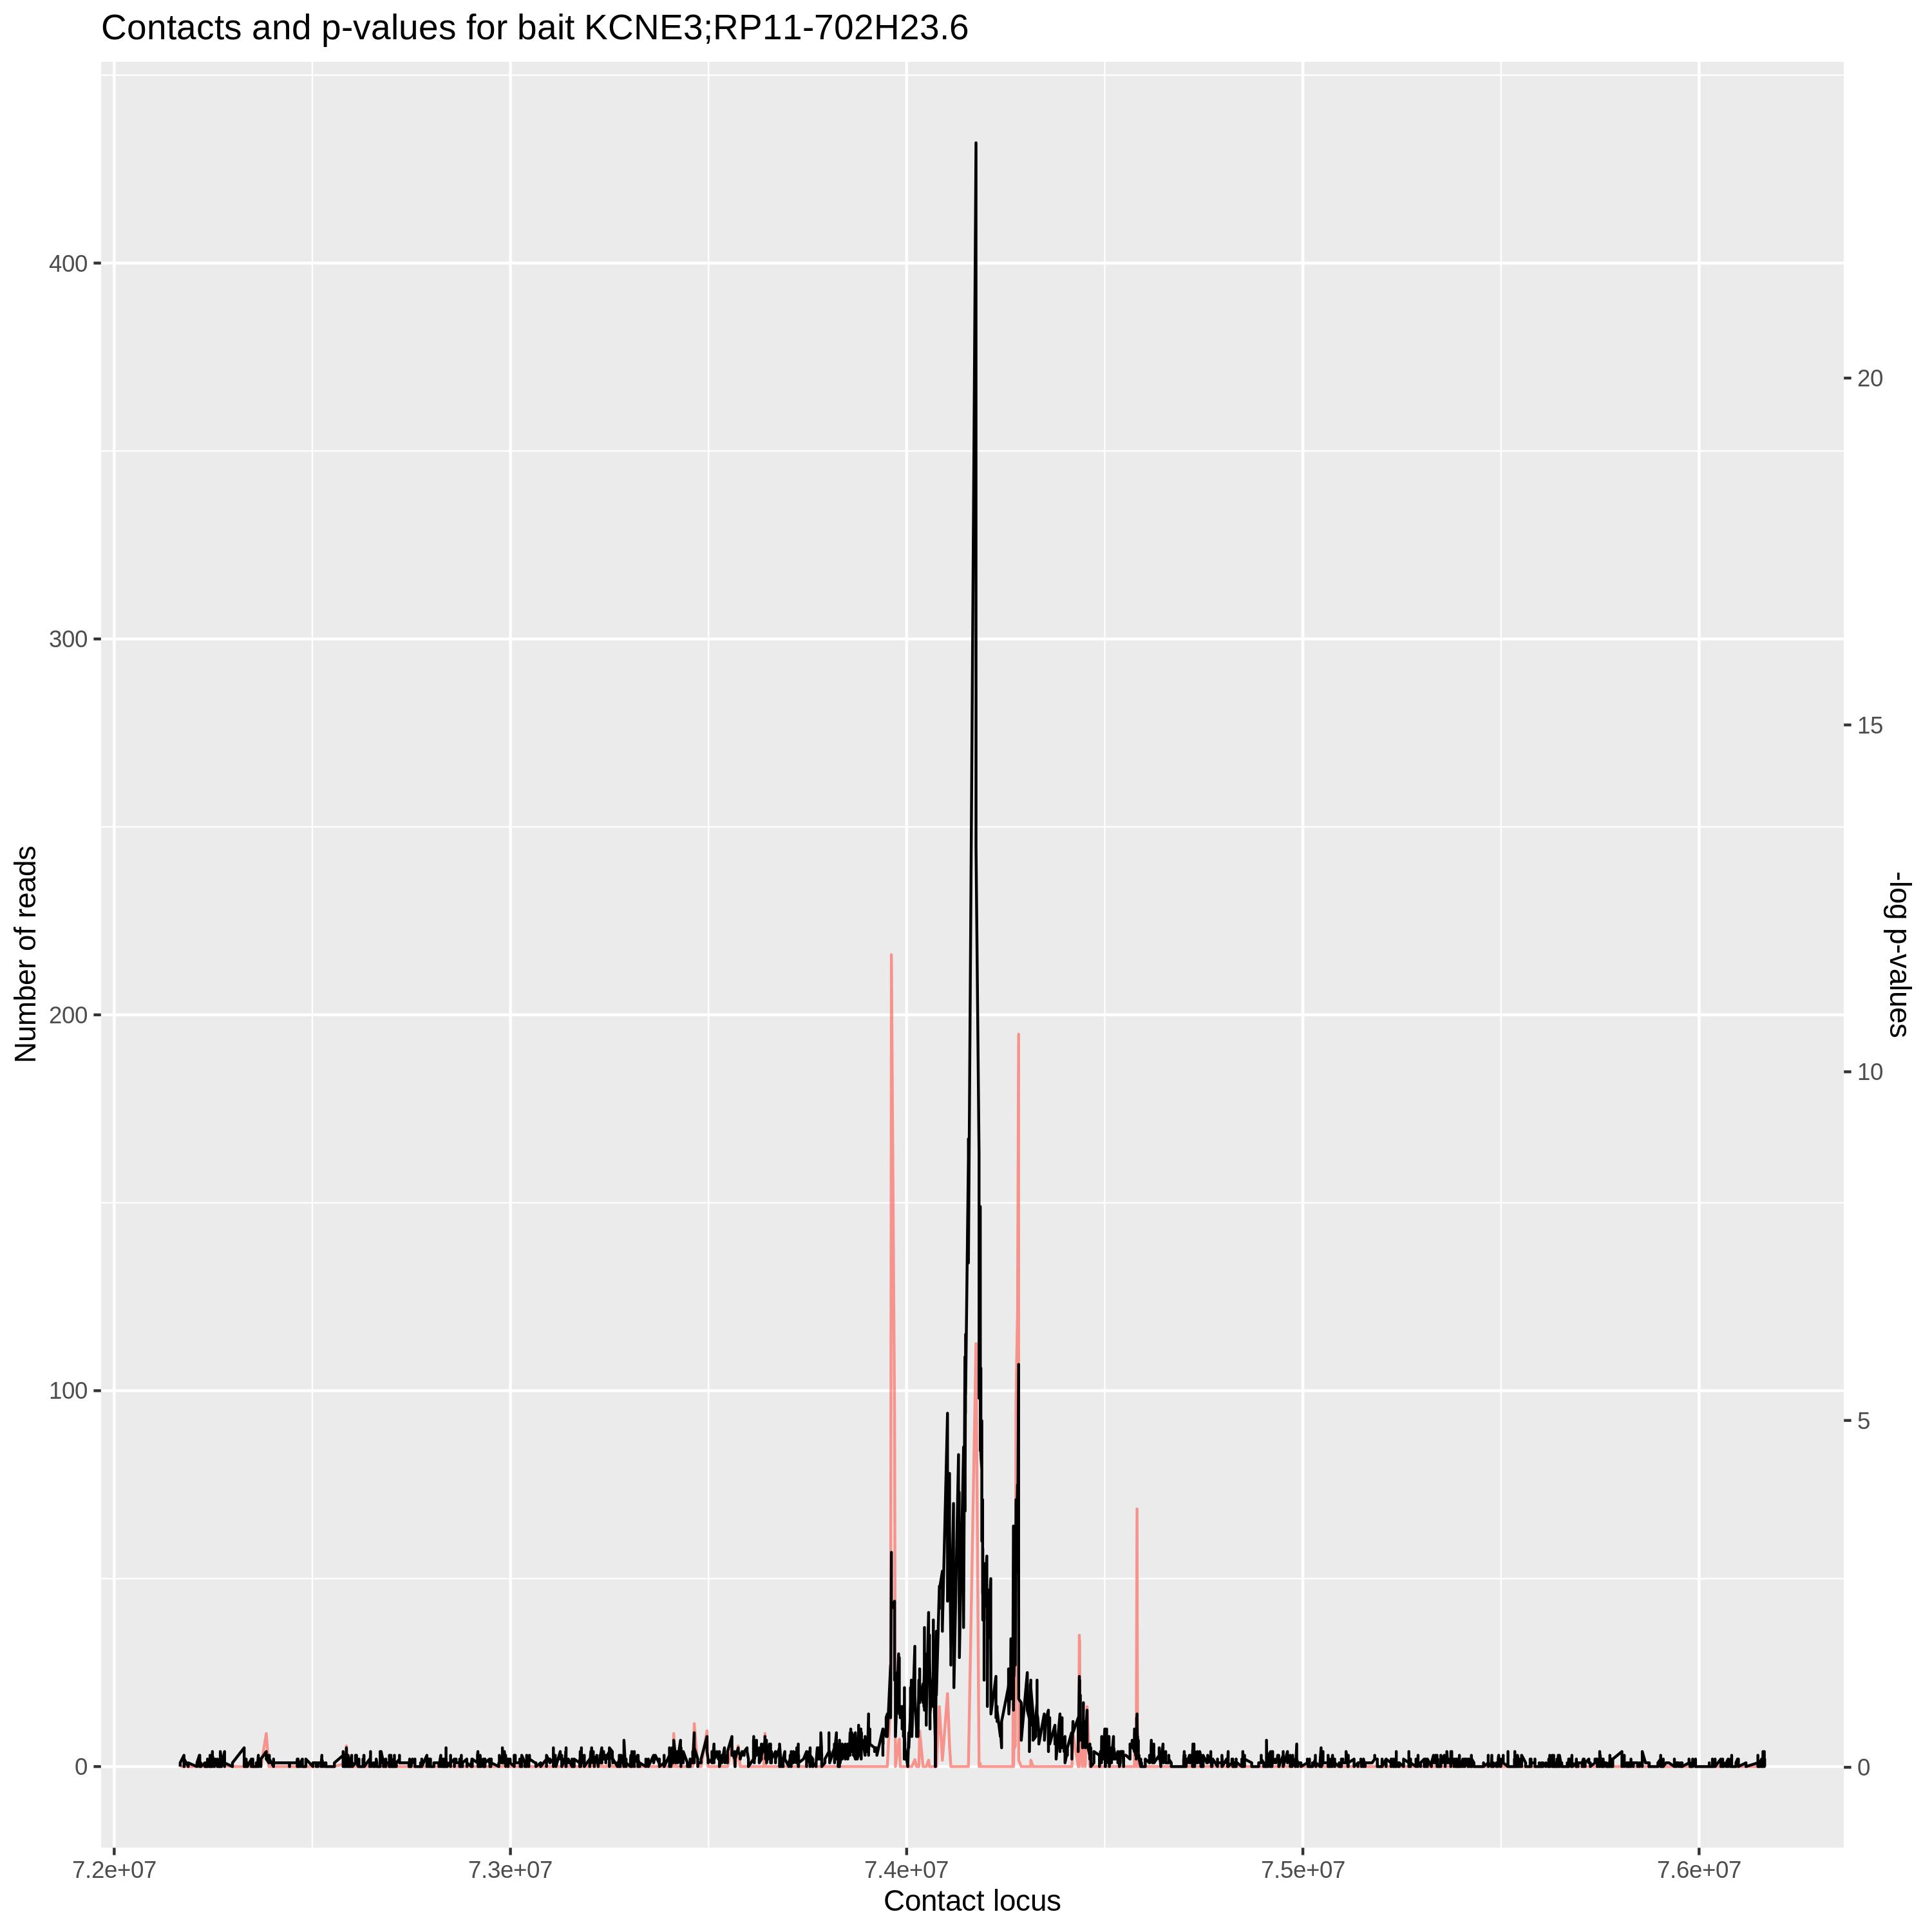 Contacts and p-values for bait KCNE3;RP11-702H23.6
400
300
200
100
0
Number of reads
20
15
10
5
0
-log p-values
7.2e+07 7.3e+07 7.4e+07 7.5e+07 7.6e+07
Contact locus